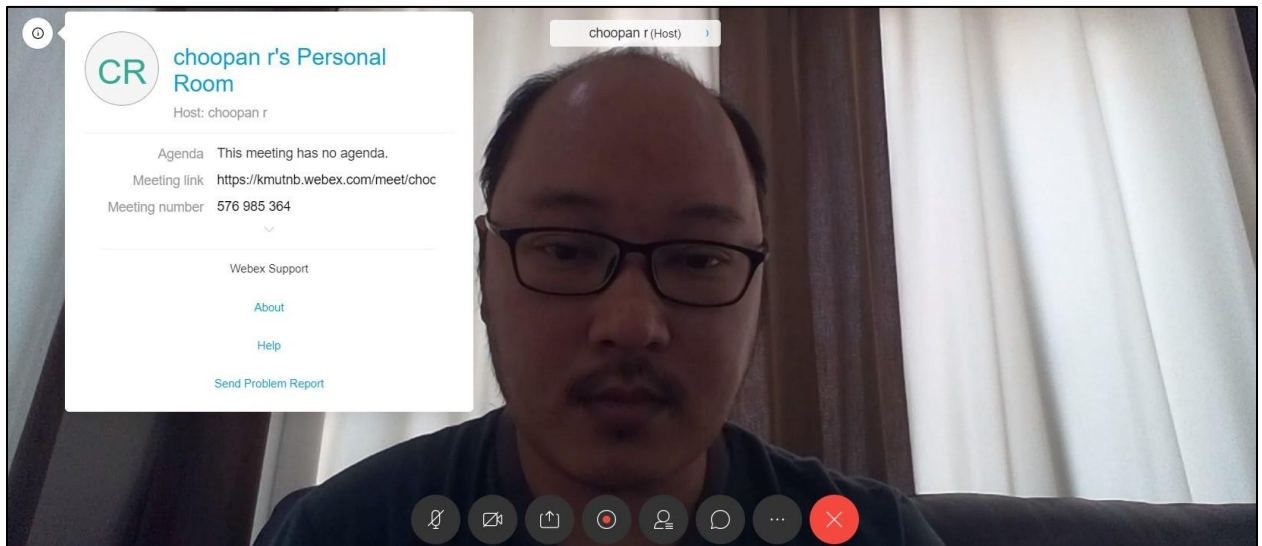 choopan r (Host)
CR
choopan r's Personal
Room
Host: choopan r
Agenda This meeting has no agenda.
Meeting link https://kmutnb.webex.com/meet/choc
Meeting number 576 985 364
Webex Support
About
Help
Send Problem Report